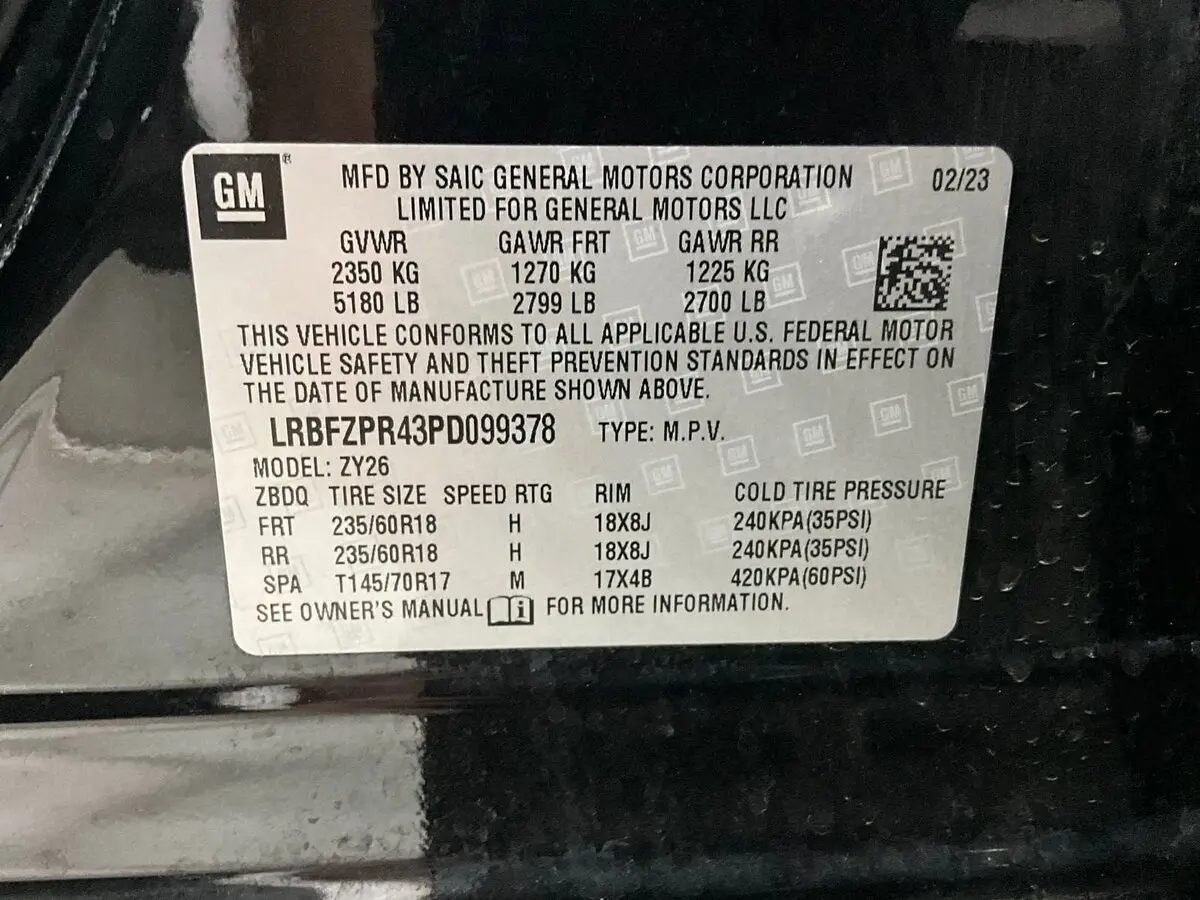 GM® MFD BY SAIC GENERAL MOTORS CORPORATION 02/23
LIMITED FOR GENERAL MOTORS LLC
GVWR GAWR FRT GAWR RR
2350 KG 1270 KG 1225 KG
5180 LB 2799 LB 2700 LB
THIS VEHICLE CONFORMS TO ALL APPLICABLE U.S. FEDERAL MOTOR
VEHICLE SAFETY AND THEFT PREVENTION STANDARDS IN EFFECT ON
THE DATE OF MANUFACTURE SHOWN ABOVE.
LRBFZPR43PD099378 TYPE: M.P.V.
MODEL: ZY26
ZBDQ TIRE SIZE SPEED RTG RIM COLD TIRE PRESSURE
FRT 235/60R18 H 18X8J 240KPA(35PSI)
RR 235/60R18 H 18X8J 240KPA(35PSI)
SPA T145/70R17 M 17X4B 420KPA(60PSI)
SEE OWNER'S MANUAL i FOR MORE INFORMATION.